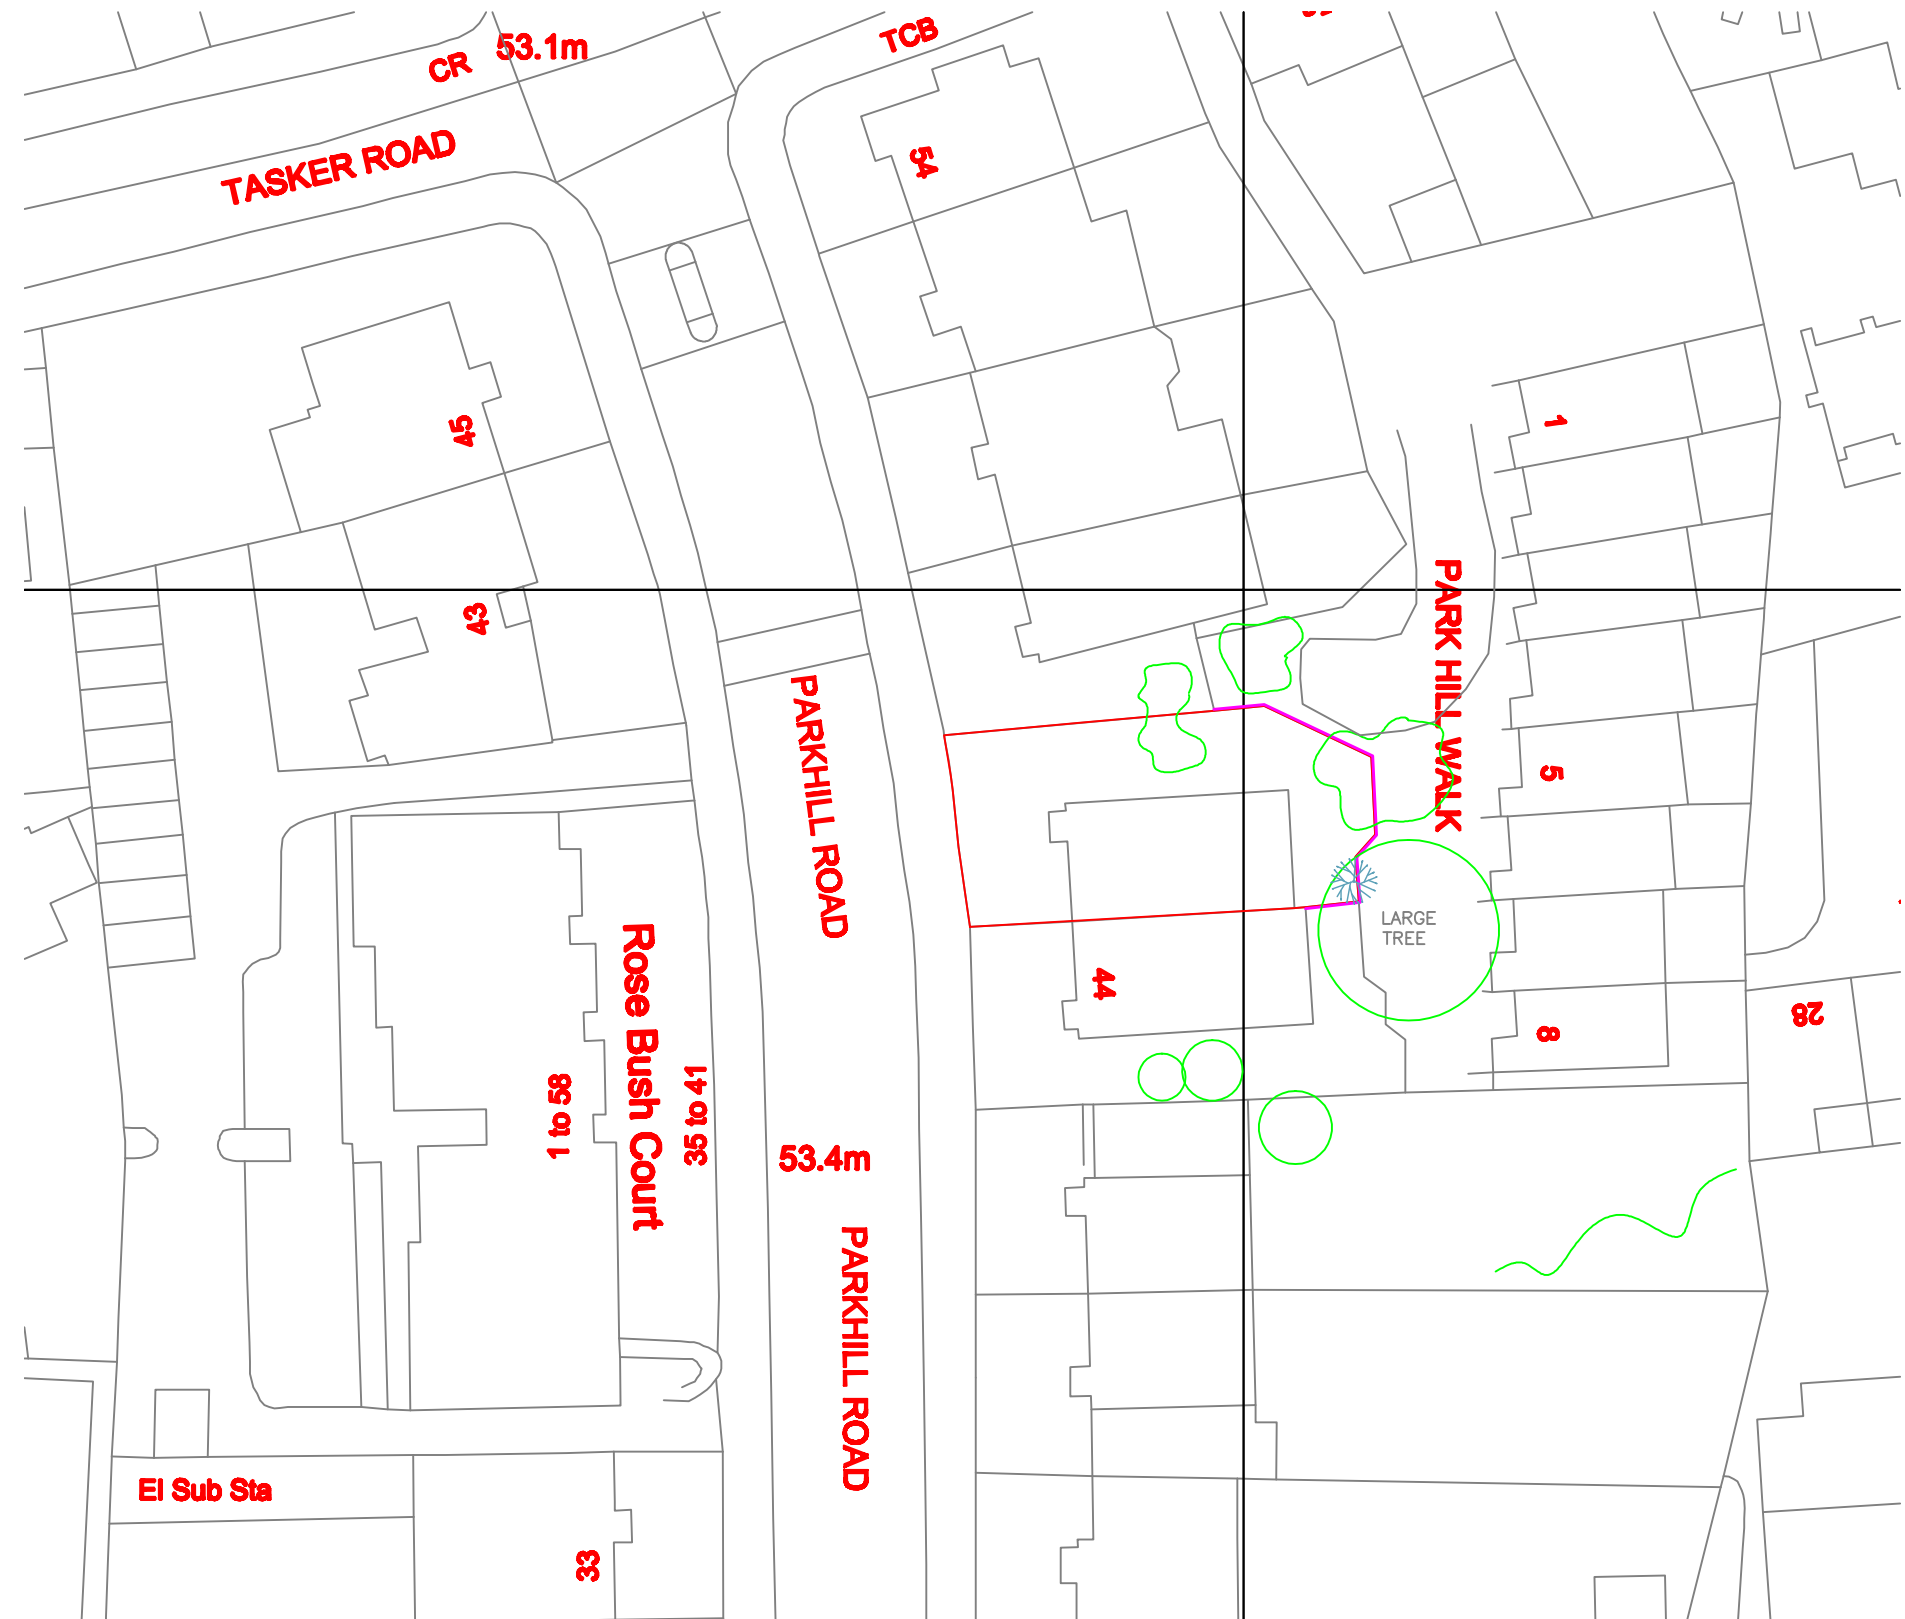 TCB
CR
53.1m
TASKER ROAD
54
45
1
43
PARK HILL WALK
PARKHILL ROAD
5
LARGE
TREE
44
Rose Bush Court
28
8
1 to 58
35 to 41
53.4m
PARKHILL ROAD
El Sub Sta
33